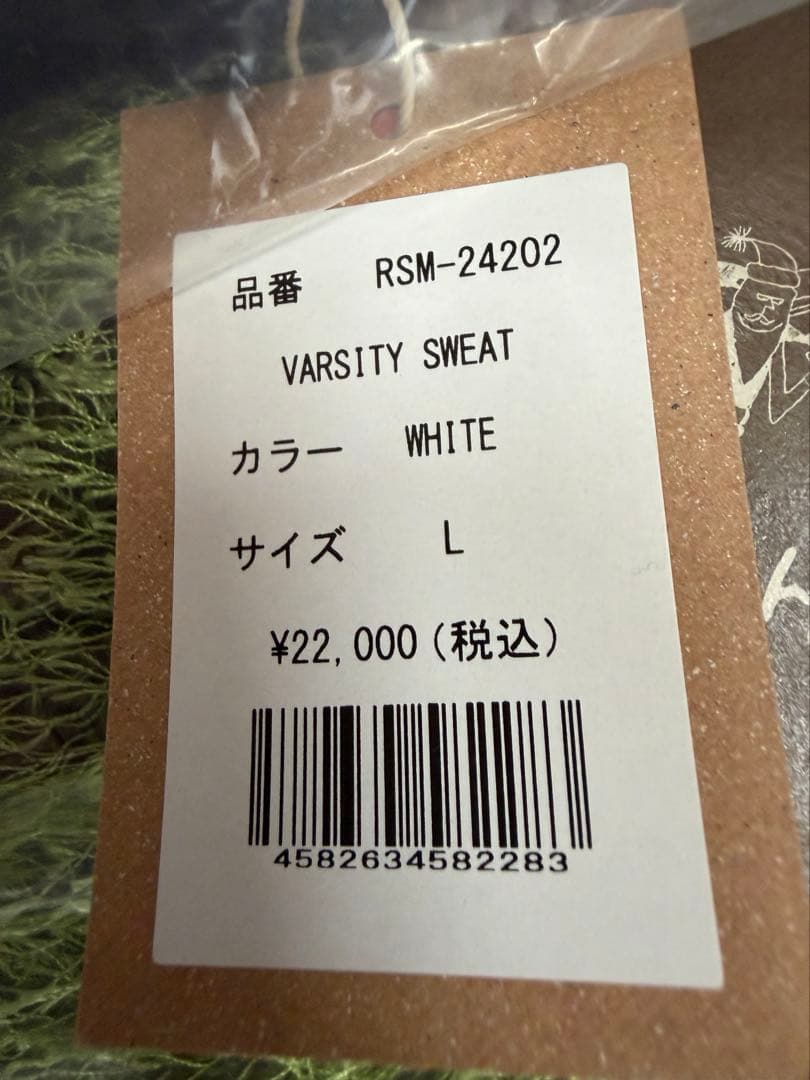 品番 RSM-24202
VARSITY SWEAT
カラー WHITE
サイズ L
¥22,000(税込)
4582634582283